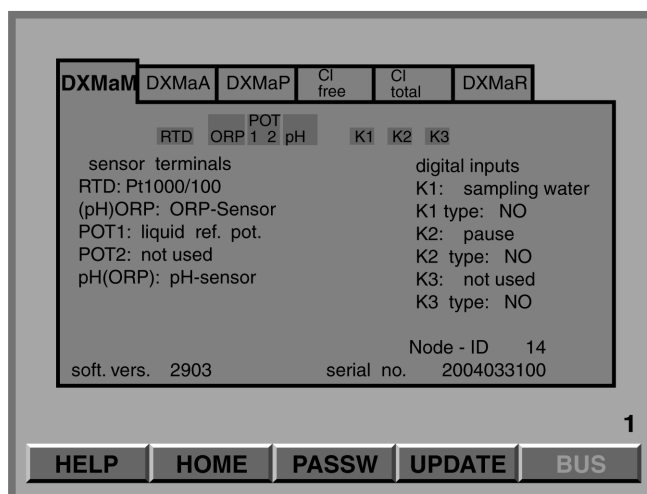 DXMaM DXMaA DXMaP Cl free Cl total DXMaR
POT
RTD ORP 1 2 pH K1 K2 K3
sensor terminals digital inputs
RTD: Pt1000/100 K1: sampling water
(pH)ORP: ORP-Sensor K1 type: NO
POT1: liquid ref. pot. K2: pause
POT2: not used K2 type: NO
pH(ORP): pH-sensor K3: not used
K3 type: NO
Node - ID 14
soft. vers. 2903 serial no. 2004033100
1
HELP HOME PASSW UPDATE BUS